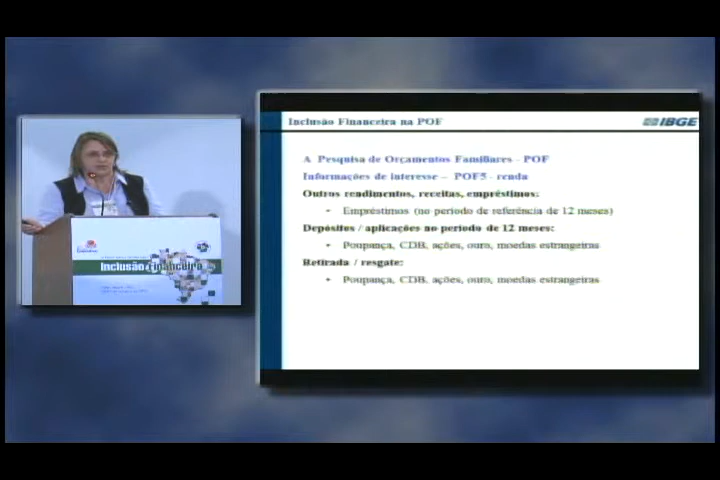 Inclusão Financeira na POF
IBGE
A Pesquisa de Orçamentos Familiares - POF
Informações de interesse – POF5 - renda
Outros rendimentos, receitas, empréstimos:
• Empréstimos (no período de referência de 12 meses)
Depósitos / aplicações no período de 12 meses:
• Poupança, CDB, ações, ouro, moedas estrangeiras
Retirada / resgate:
• Poupança, CDB, ações, ouro, moedas estrangeiras
Inclusão Financeira